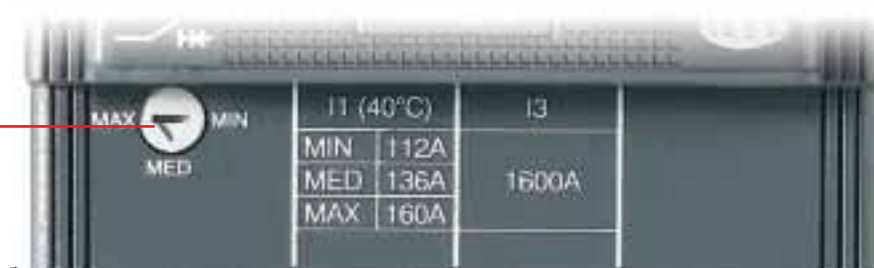 MAX MIN
MED
I1 (40°C) I3
MIN 112A
MED 136A
MAX 160A
1600A